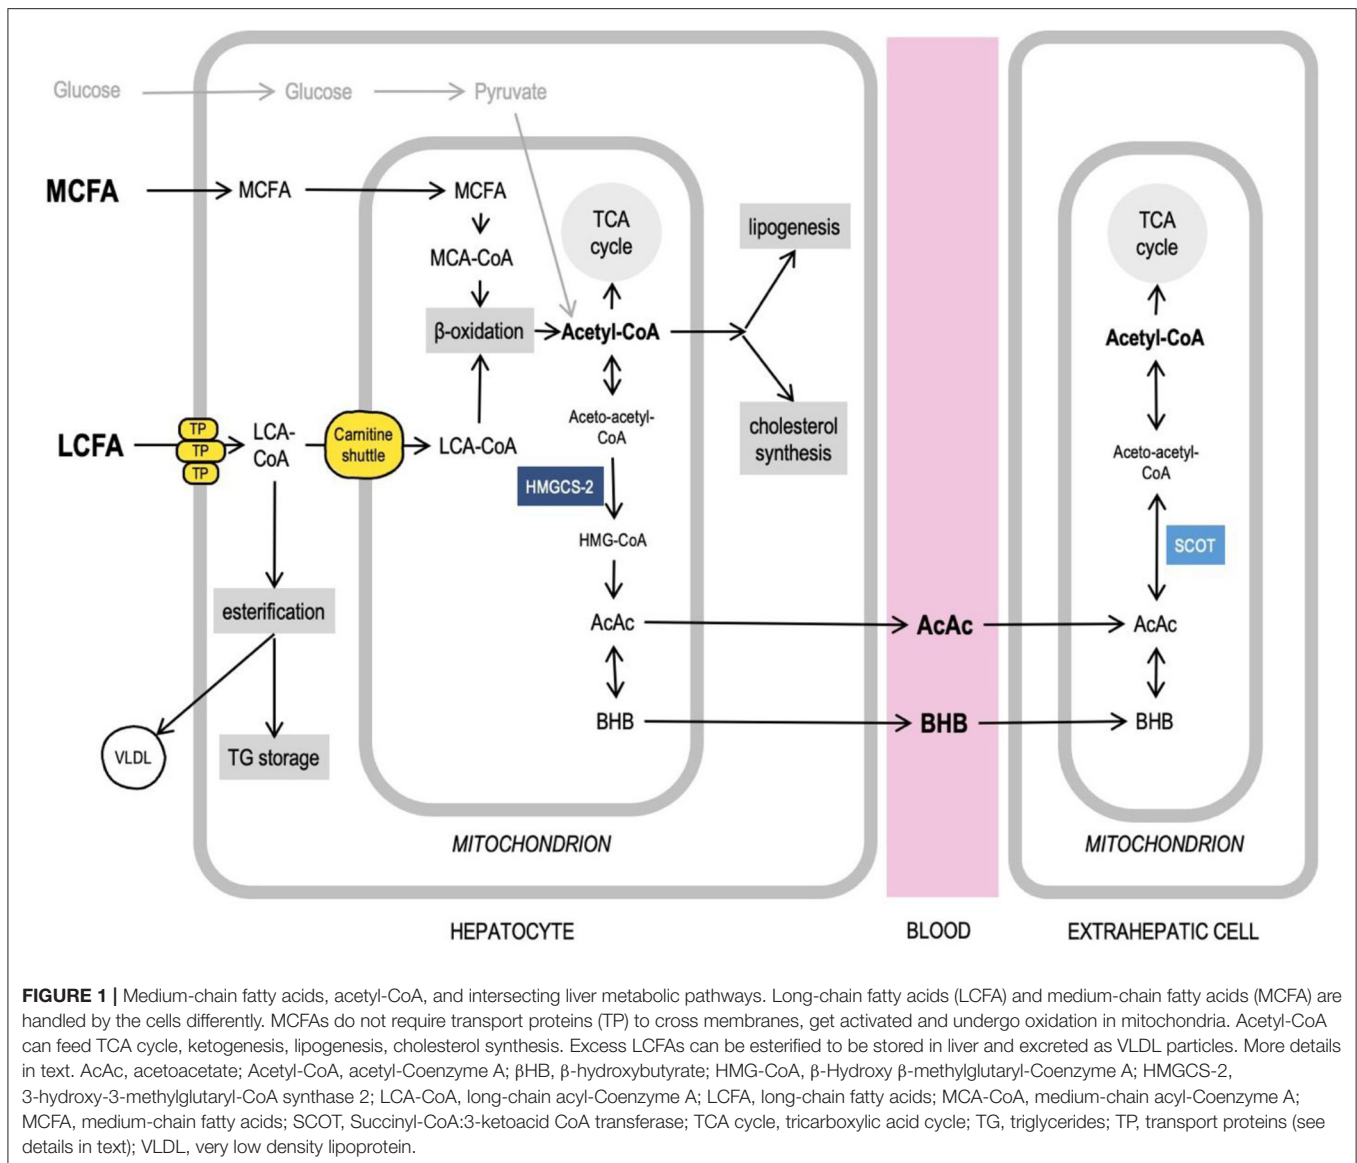 Glucose
Glucose
Pyruvate
MCFA
MCFA
MCFA
MCA-CoA
β-oxidation
TCA
cycle
Acetyl-CoA
lipogenesis
cholesterol
synthesis
LCFA
TP
TP
TP
LCA-
CoA
Carnitine
shuttle
LCA-CoA
Aceto-acetyl-
CoA
HMGCS-2
HMG-CoA
AcAc
BHB
esterification
VLDL
TG storage
MITOCHONDRION
HEPATOCYTE
AcAc
BHB
BLOOD
TCA
cycle
Acetyl-CoA
Aceto-acetyl-
CoA
SCOT
AcAc
BHB
MITOCHONDRION
EXTRAHEPATIC CELL
FIGURE 1 | Medium-chain fatty acids, acetyl-CoA, and intersecting liver metabolic pathways. Long-chain fatty acids (LCFA) and medium-chain fatty acids (MCFA) are
handled by the cells differently. MCFAs do not require transport proteins (TP) to cross membranes, get activated and undergo oxidation in mitochondria. Acetyl-CoA
can feed TCA cycle, ketogenesis, lipogenesis, cholesterol synthesis. Excess LCFAs can be esterified to be stored in liver and excreted as VLDL particles. More details
in text. AcAc, acetoacetate; Acetyl-CoA, acetyl-Coenzyme A; βHB, β-hydroxybutyrate; HMG-CoA, β-Hydroxy β-methylglutaryl-Coenzyme A; HMGCS-2,
3-hydroxy-3-methylglutaryl-CoA synthase 2; LCA-CoA, long-chain acyl-Coenzyme A; LCFA, long-chain fatty acids; MCA-CoA, medium-chain acyl-Coenzyme A;
MCFA, medium-chain fatty acids; SCOT, Succinyl-CoA:3-ketoacid CoA transferase; TCA cycle, tricarboxylic acid cycle; TG, triglycerides; TP, transport proteins (see
details in text); VLDL, very low density lipoprotein.